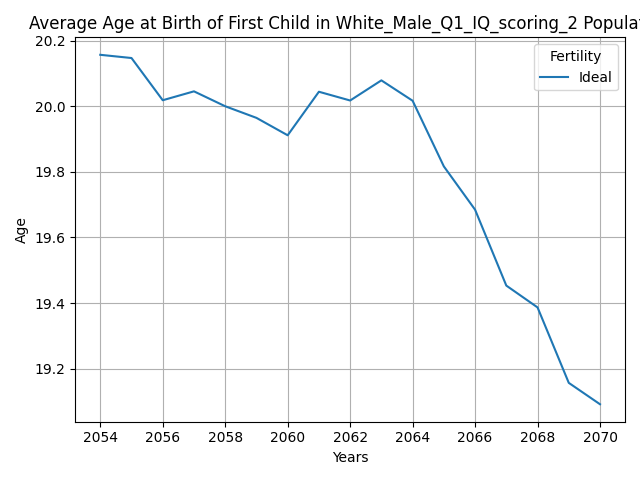 Average Age at Birth of First Child in White_Male_Q1_IQ_scoring_2
20.2
20.0
19.8
19.6
19.4
19.2
Age
Fertility
Ideal
2054 2056 2058 2060 2062 2064 2066 2068 2070
Years